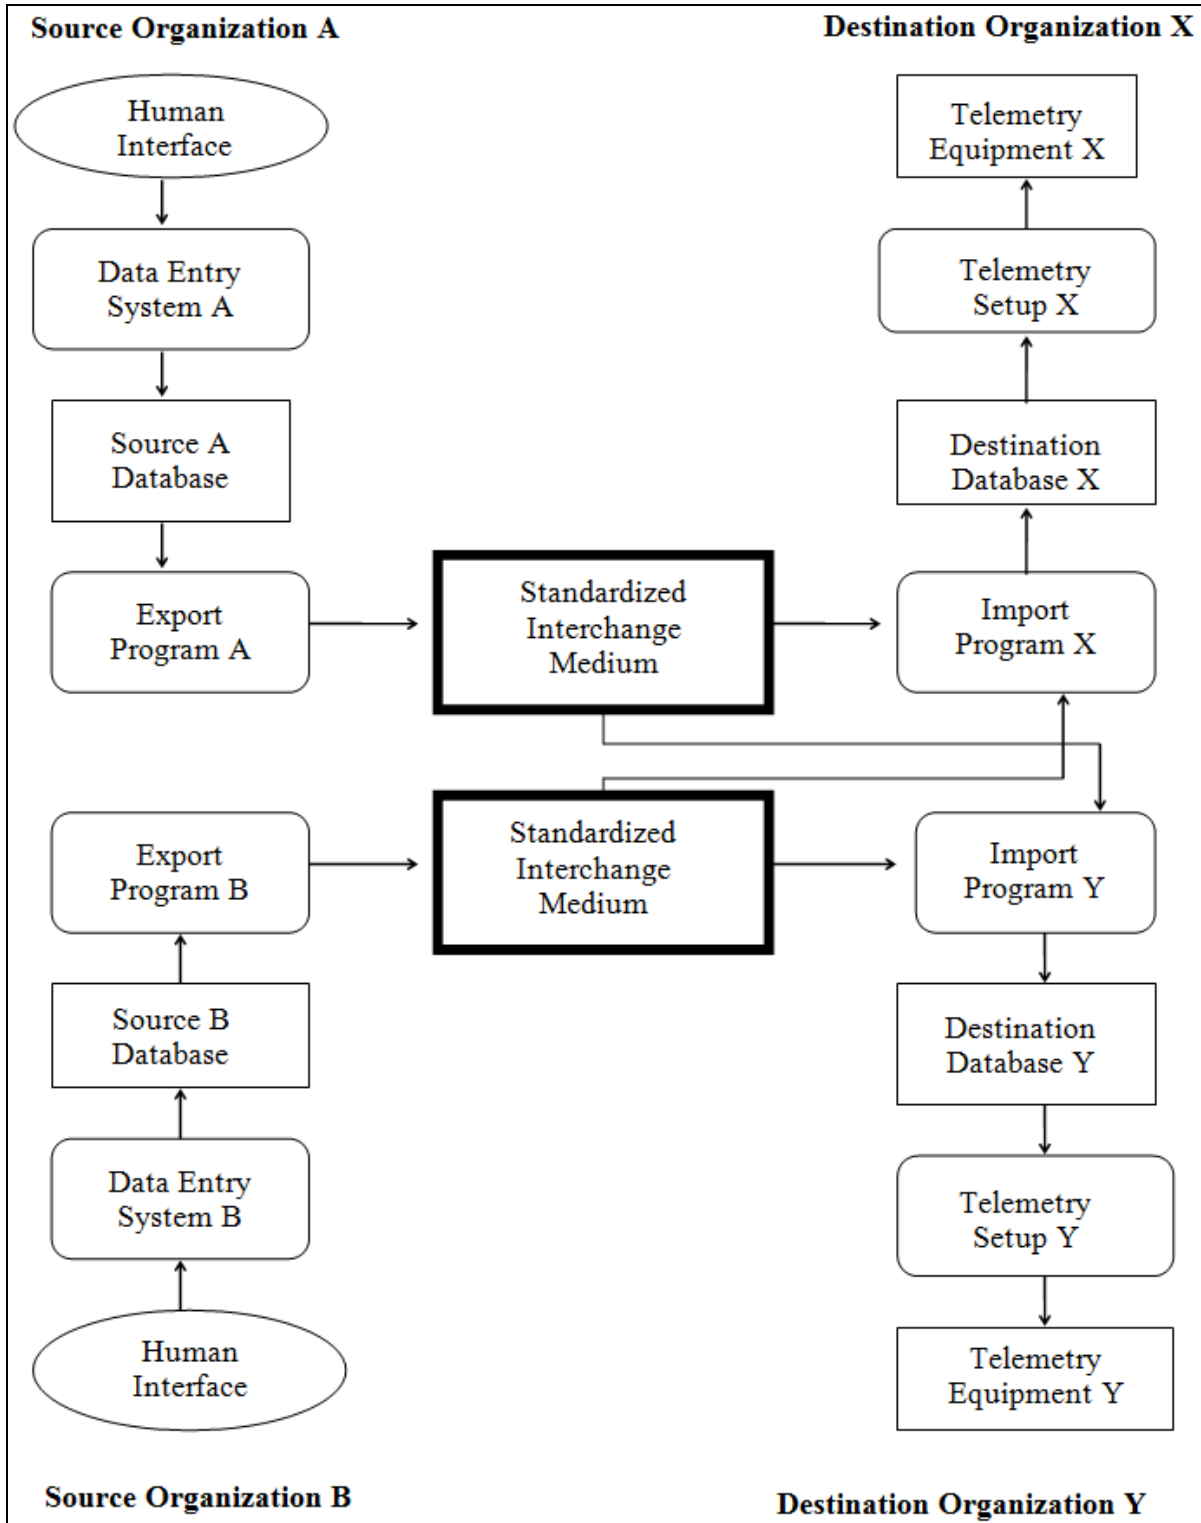 Source Organization A
Destination Organization X
Human
Interface
Telemetry
Equipment X
Data Entry
System A
Telemetry
Setup X
Source A
Database
Destination
Database X
Export
Program A
Standardized
Interchange
Medium
Import
Program X
Export
Program B
Standardized
Interchange
Medium
Import
Program Y
Source B
Database
Destination
Database Y
Data Entry
System B
Telemetry
Setup Y
Human
Interface
Telemetry
Equipment Y
Source Organization B
Destination Organization Y